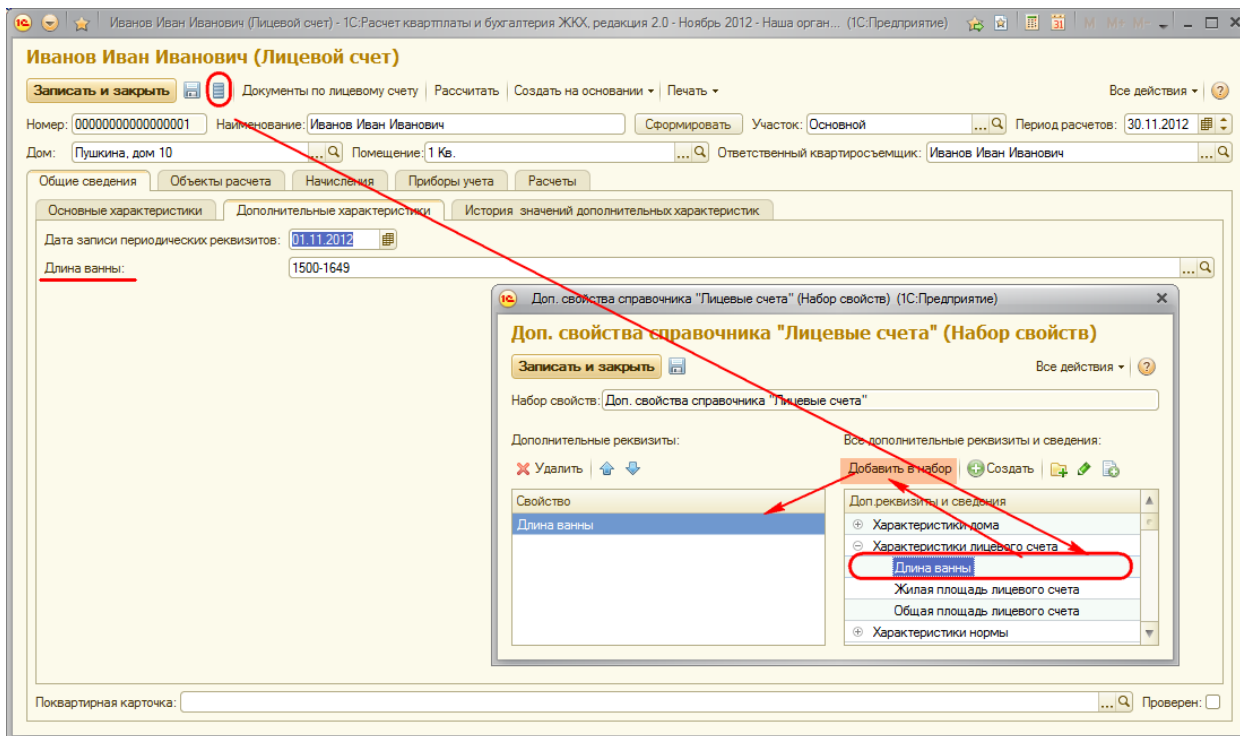 Иванов Иван Иванович (Лицевой счет) - 1С:Расчет квартплаты и бухгалтерия ЖКХ, редакция 2.0 - Ноябрь 2012 - Наша орган... (1С:Предприятие) 31 M M+ M-
Иванов Иван Иванович (Лицевой счет)
Записать и закрыть Документы по лицевому счету Рассчитать Создать на основании Печать Все действия ?
Номер: 00000000000000001 Наименование: Иванов Иван Иванович Сформировать Участок: Основной ... Период расчетов: 30.11.2012
Дом: Пушкина, дом 10 ... Помещение: 1 Кв. ... Ответственный квартиросъемщик: Иванов Иван Иванович ...
Общие сведения Объекты расчета Начисления Приборы учета Расчеты
Основные характеристики Дополнительные характеристики История значений дополнительных характеристик
Дата записи периодических реквизитов: 01.11.2012
Длина ванны: 1500-1649 ...
1С Доп. свойства справочника "Лицевые счета" (Набор свойств) (1С:Предприятие)
Доп. свойства справочника "Лицевые счета" (Набор свойств)
Записать и закрыть Все действия ?
Набор свойств: Доп. свойства справочника "Лицевые счета"
Дополнительные реквизиты: Все дополнительные реквизиты и сведения:
Удалить Добавить в набор Создать
Свойство Доп.реквизиты и сведения
Длина ванны Характеристики дома
Характеристики лицевого счета
Длина ванны
Жилая площадь лицевого счета
Общая площадь лицевого счета
Характеристики нормы
Поквартирная карточка: ... Проверен: